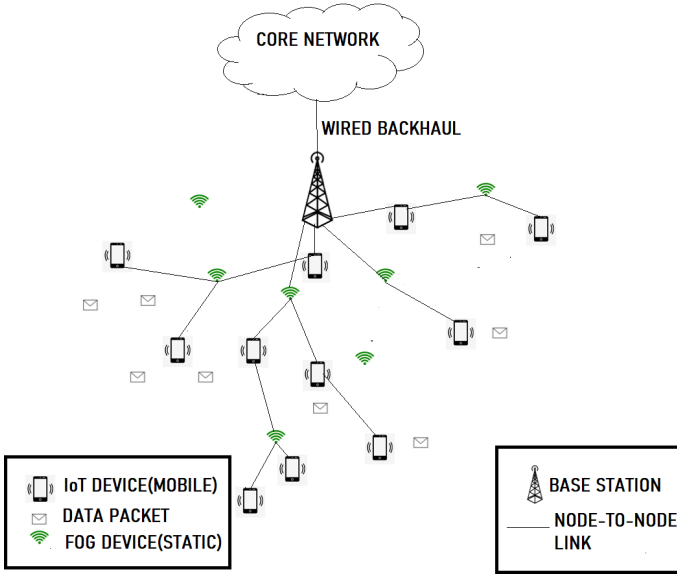 CORE NETWORK
WIRED BACKHAUL
IoT DEVICE(MOBILE)
DATA PACKET
FOG DEVICE(STATIC)
BASE STATION
NODE-TO-NODE
LINK